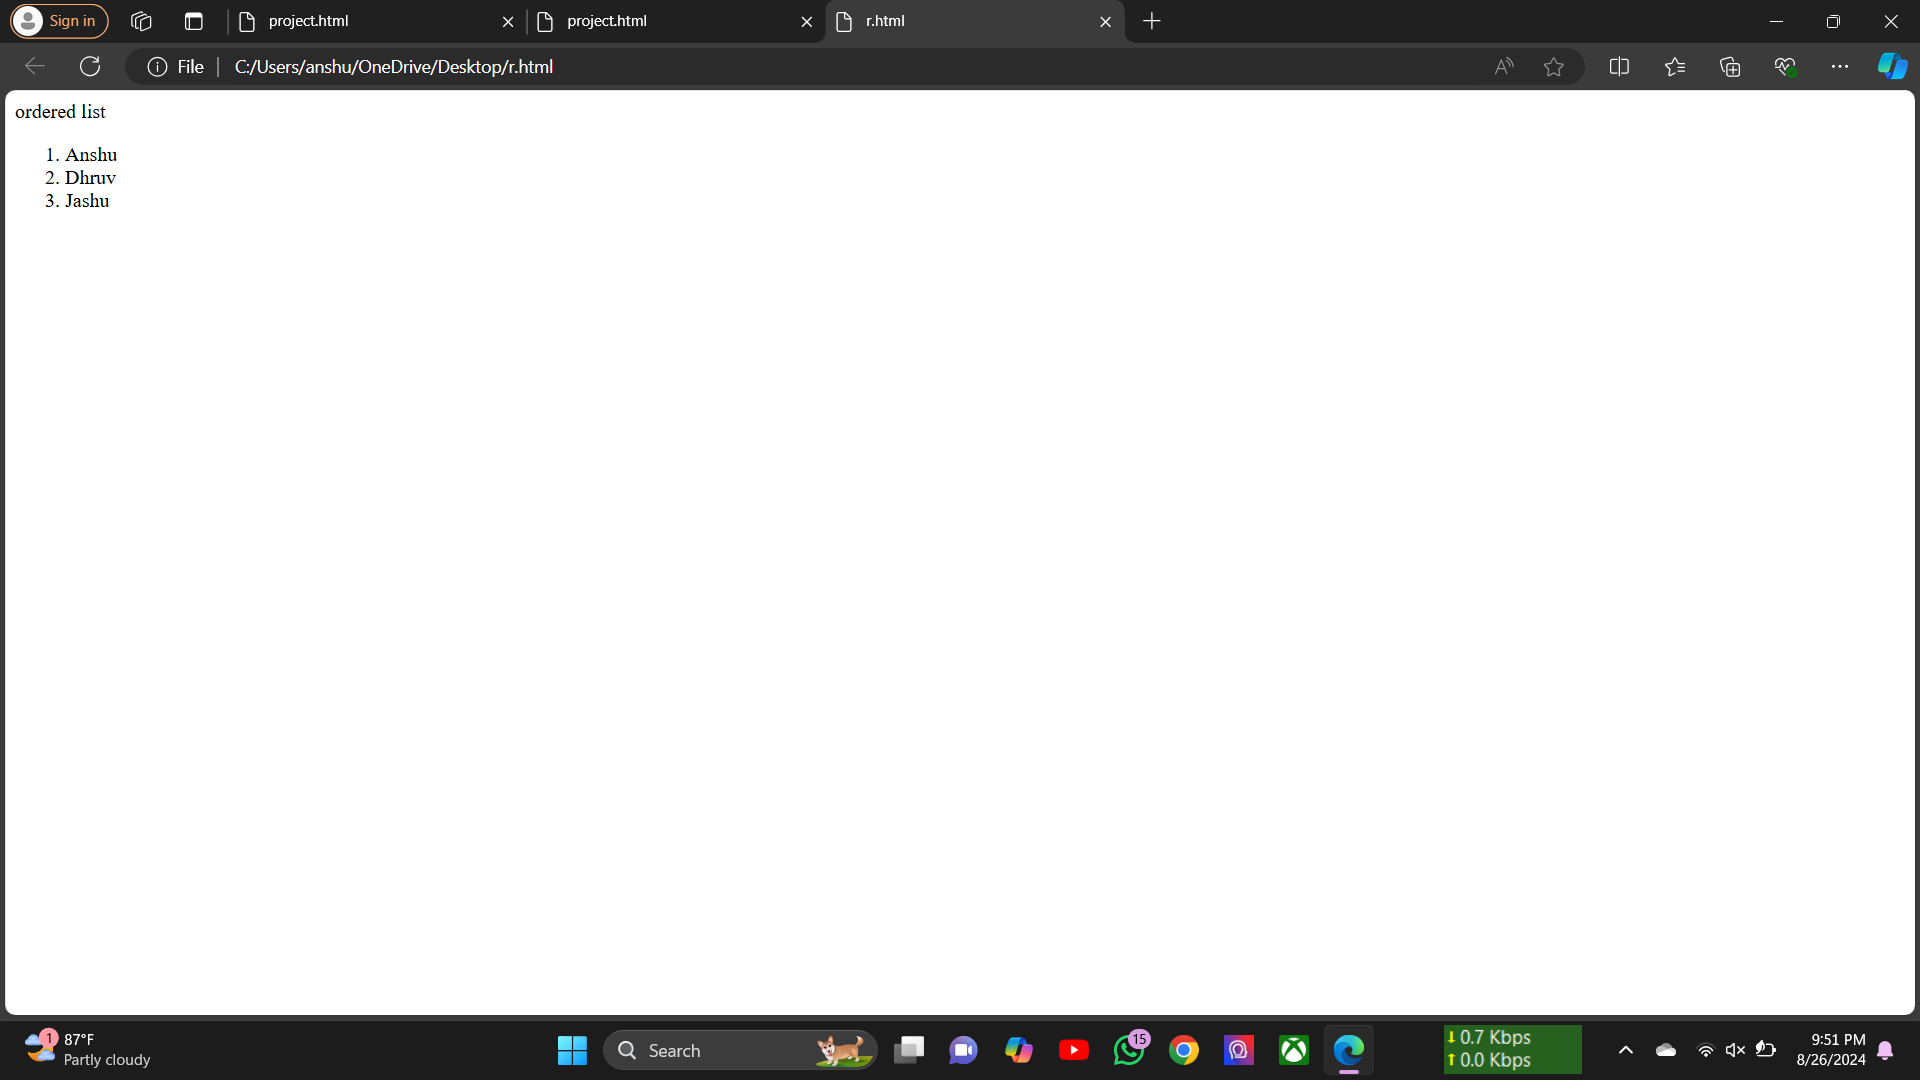 Sign in
project.html
project.html
r.html
File
C:/Users/anshu/OneDrive/Desktop/r.html
ordered list
1. Anshu
2. Dhruv
3. Jashu
1
87°F
Partly cloudy
Search
15
0.7 Kbps
0.0 Kbps
9:51 PM
8/26/2024